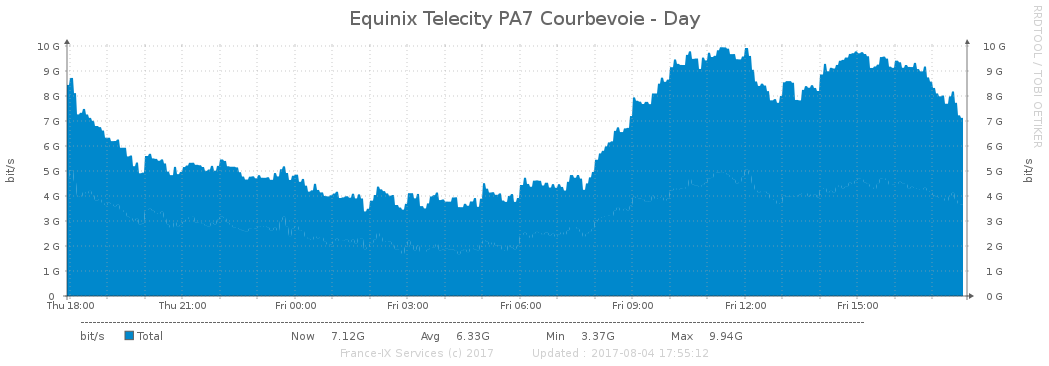 Equinix Telecity PA7 Courbevoie - Day
RRDTOOL / TOBI OETIKER
bit/s
10 G 10 G
9 G 9 G
8 G 8 G
7 G 7 G
6 G 6 G
5 G 5 G
4 G 4 G
3 G 3 G
2 G 2 G
1 G 1 G
0 0 G
bit/s
Thu 18:00 Thu 21:00 Fri 00:00 Fri 03:00 Fri 06:00 Fri 09:00 Fri 12:00 Fri 15:00
bit/s Total Now 7.12G Avg 6.33G Min 3.37G Max 9.94G
France-IX Services (c) 2017 Updated : 2017-08-04 17:55:12